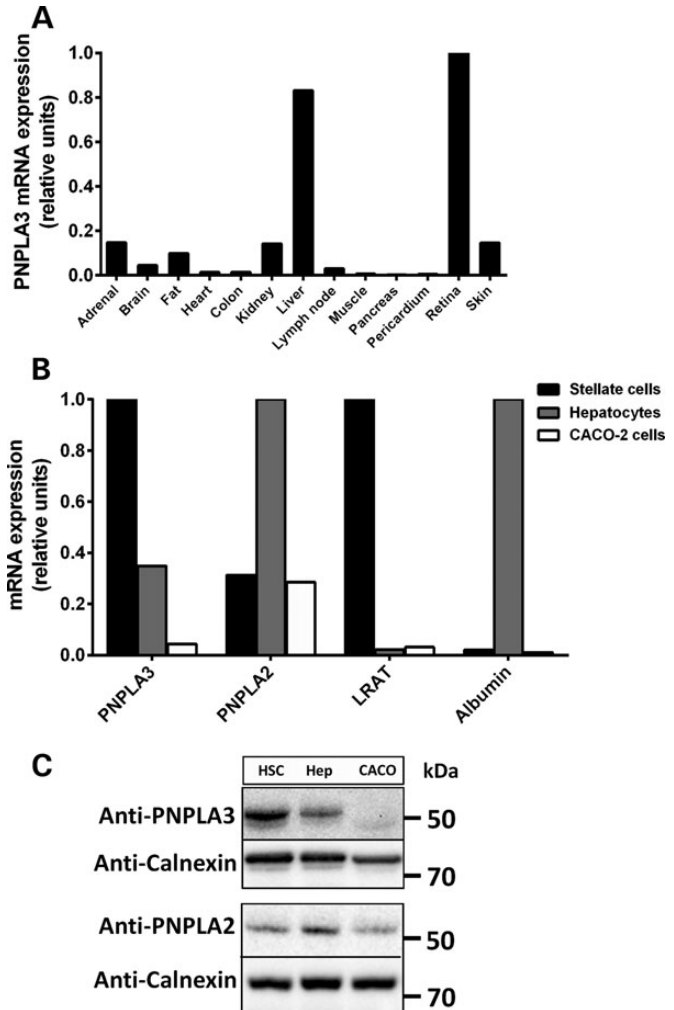 A
PNPLA3 mRNA expression
(relative units)
1.0
0.8
0.6
0.4
0.2
0.0
Adrenal
Brain
Fat
Heart
Colon
Kidney
Liver
Lymph node
Muscle
Pancreas
Pericardium
Retina
Skin
B
mRNA expression
(relative units)
1.0
0.8
0.6
0.4
0.2
0.0
PNPLA3
PNPLA2
LRAT
Albumin
Stellate cells
Hepatocytes
CACO-2 cells
C
HSC Hep CACO kDa
Anti-PNPLA3 50
Anti-Calnexin 70
Anti-PNPLA2 50
Anti-Calnexin 70